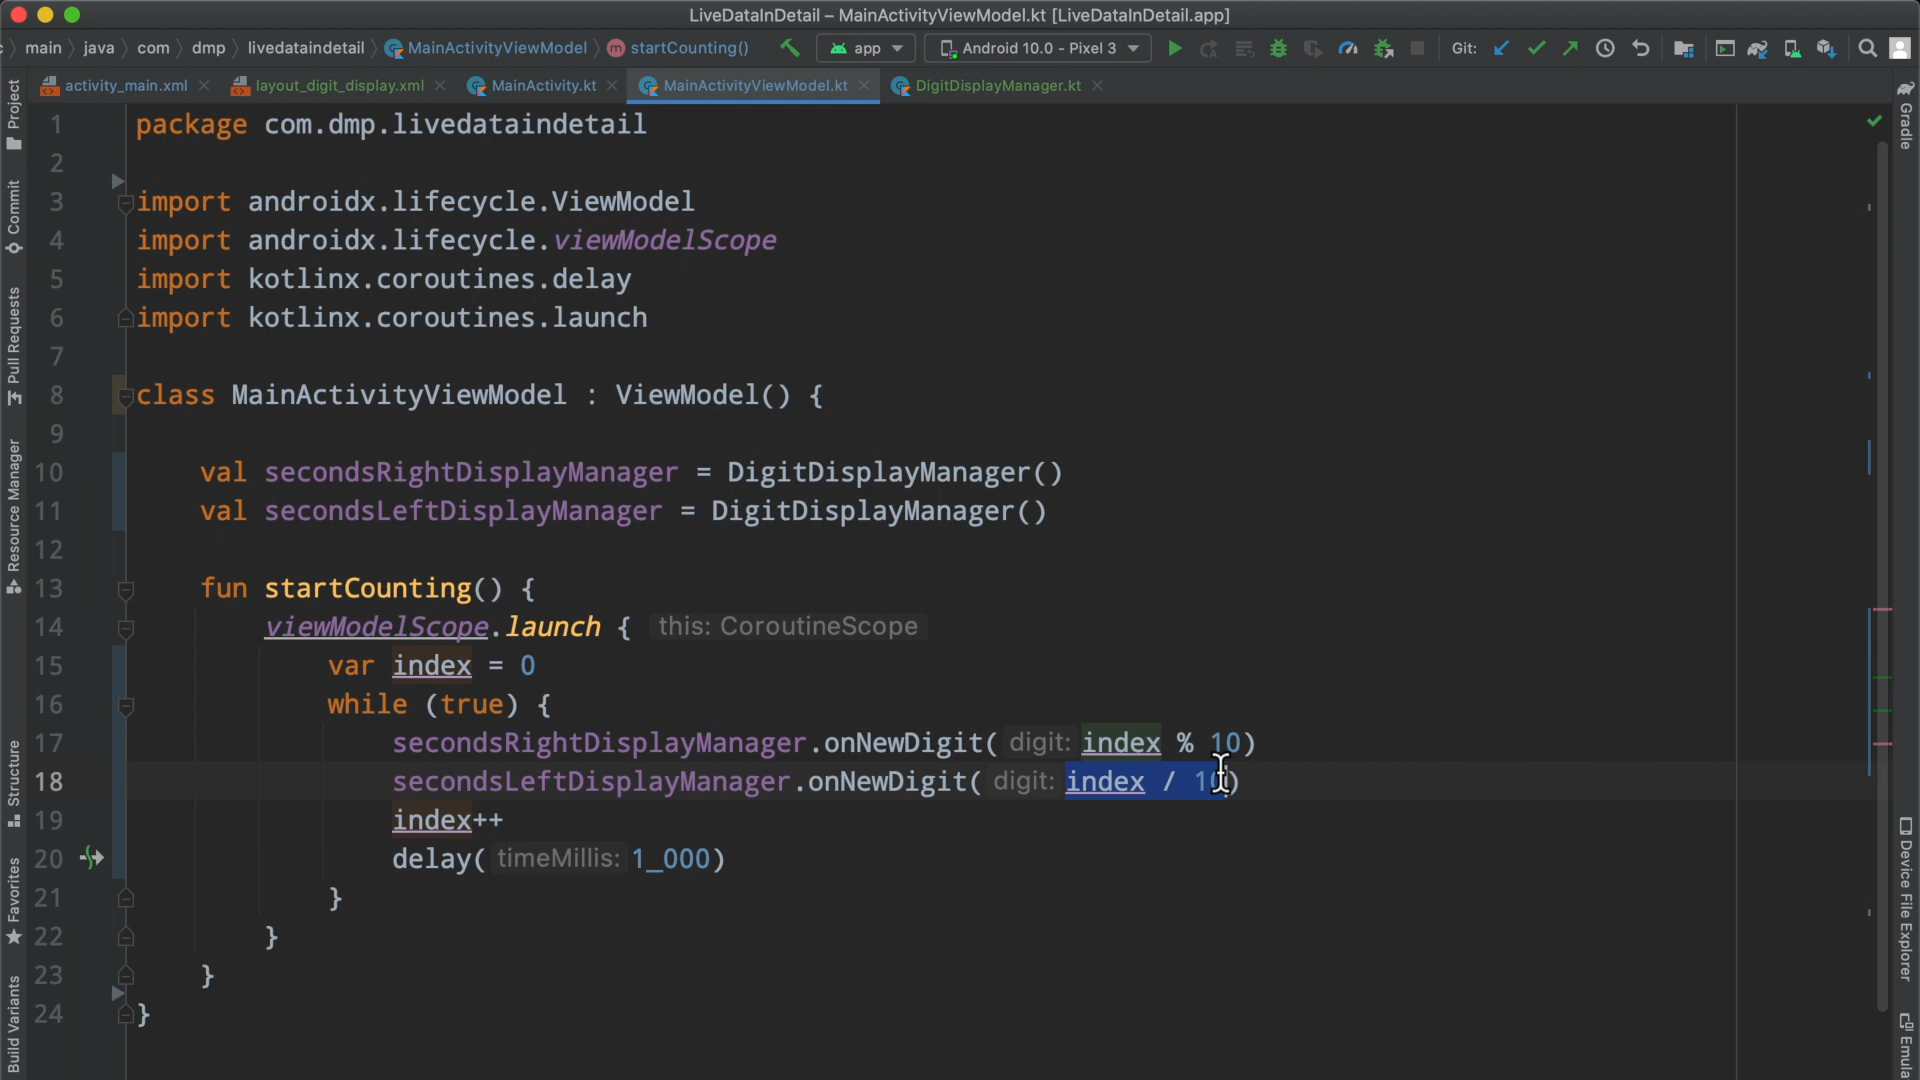 LiveDataInDetail – MainActivityViewModel.kt [LiveDataInDetail.app]
main java com dmp livedataindetail MainActivityViewModel startCounting() app Android 10.0 - Pixel 3 Git:
activity_main.xml layout_digit_display.xml MainActivity.kt MainActivityViewModel.kt DigitDisplayManager.kt
Project
Commit
Pull Requests
Resource Manager
Structure
Favorites
Build Variants
1 package com.dmp.livedataindetail
2
3 import androidx.lifecycle.ViewModel
4 import androidx.lifecycle.viewModelScope
5 import kotlinx.coroutines.delay
6 import kotlinx.coroutines.launch
7
8 class MainActivityViewModel : ViewModel() {
9
10 val secondsRightDisplayManager = DigitDisplayManager()
11 val secondsLeftDisplayManager = DigitDisplayManager()
12
13 fun startCounting() {
14 viewModelScope.launch { this: CoroutineScope
15 var index = 0
16 while (true) {
17 secondsRightDisplayManager.onNewDigit( digit: index % 10)
18 secondsLeftDisplayManager.onNewDigit( digit: index / 10)
19 index++
20 delay( timeMillis: 1_000)
21 }
22 }
23 }
24 }
Gradle
Device File Explorer
Emula